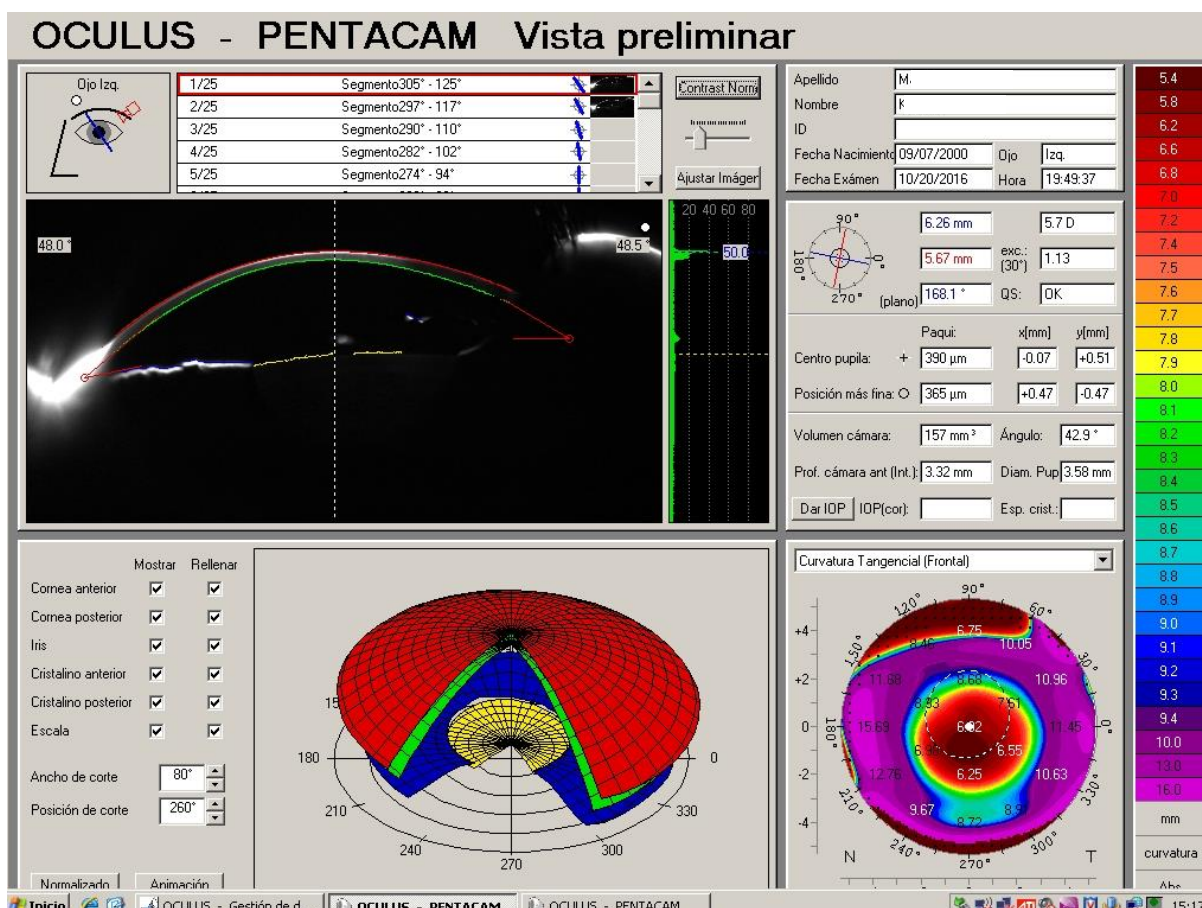 OCULUS - PENTACAM Vista preliminar
Ojo Izq.
1/25 Segmento305° - 125°
2/25 Segmento297° - 117°
3/25 Segmento290° - 110°
4/25 Segmento282° - 102°
5/25 Segmento274° - 94°
Contrast Norm
Ajustar Imágen
48.0 °
48.5 °
20 40 60 80
50.0
Apellido M.
Nombre K
ID
Fecha Nacimiento 09/07/2000 Ojo Izq.
Fecha Exámen 10/20/2016 Hora 19:49:37
90°
180°
0°
270°
6.26 mm 5.7 D
5.67 mm exc.: (30°) 1.13
(plano) 168.1 ° QS: OK
Paqui: x[mm] y[mm]
Centro pupila: + 390 µm -0.07 +0.51
Posición más fina: O 365 µm +0.47 -0.47
Volumen cámara: 157 mm³ Ángulo: 42.9 °
Prof. cámara ant (Int.): 3.32 mm Diam. Pup 3.58 mm
Dar IOP IOP(cor): Esp. crist.:
Mostrar Rellenar
Cornea anterior
Cornea posterior
Iris
Cristalino anterior
Cristalino posterior
Escala
Ancho de corte 80°
Posición de corte 260°
Normalizado Animación
180
210
240
270
300
330
0
Curvatura Tangencial (Frontal)
90°
120° 60°
150° 30°
180° 0°
210° 330°
240° 300°
270°
+4
+2
0
-2
-4
6.75
8.46 10.05
11.68 8.68 10.96
8.33 7.61
15.69 11.45
6.55
12.76 6.25 10.63
9.67
8.72
N T
5.4
5.8
6.2
6.6
6.8
7.0
7.2
7.4
7.5
7.6
7.7
7.8
7.9
8.0
8.1
8.2
8.3
8.4
8.5
8.6
8.7
8.8
8.9
9.0
9.1
9.2
9.3
9.4
10.0
13.0
16.0
mm
curvatura
Abs
Inicio OCULUS - Gestión de d... OCULUS - PENTACAM ... OCULUS - PENTACAM ...